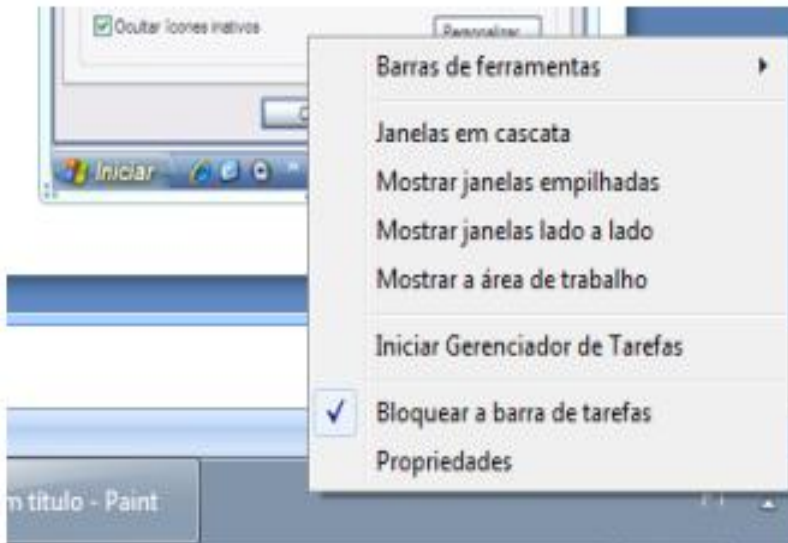 Ocultar ícones inativos
Personalizar...
Barras de ferramentas
Janelas em cascata
Mostrar janelas empilhadas
Mostrar janelas lado a lado
Mostrar a área de trabalho
Iniciar
Iniciar Gerenciador de Tarefas
Bloquear a barra de tarefas
Propriedades
título - Paint